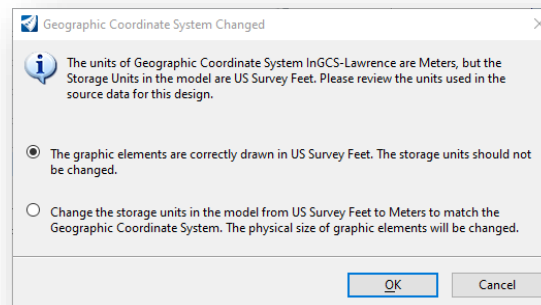 Geographic Coordinate System Changed
The units of Geographic Coordinate System InGCS-Lawrence are Meters, but the
Storage Units in the model are US Survey Feet. Please review the units used in the
source data for this design.
The graphic elements are correctly drawn in US Survey Feet. The storage units should not
be changed.
Change the storage units in the model from US Survey Feet to Meters to match the
Geographic Coordinate System. The physical size of graphic elements will be changed.
OK
Cancel